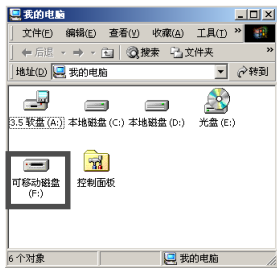 我的电脑
文件(F) 编辑(E) 查看(V) 收藏(A) 工具(T) »
后退 搜索 文件夹 »
地址(D) 我的电脑 转到
3.5 软盘 (A:) 本地磁盘 (C:) 本地磁盘 (D:) 光盘 (E:)
可移动磁盘 控制面板
(F:)
6 个对象 我的电脑